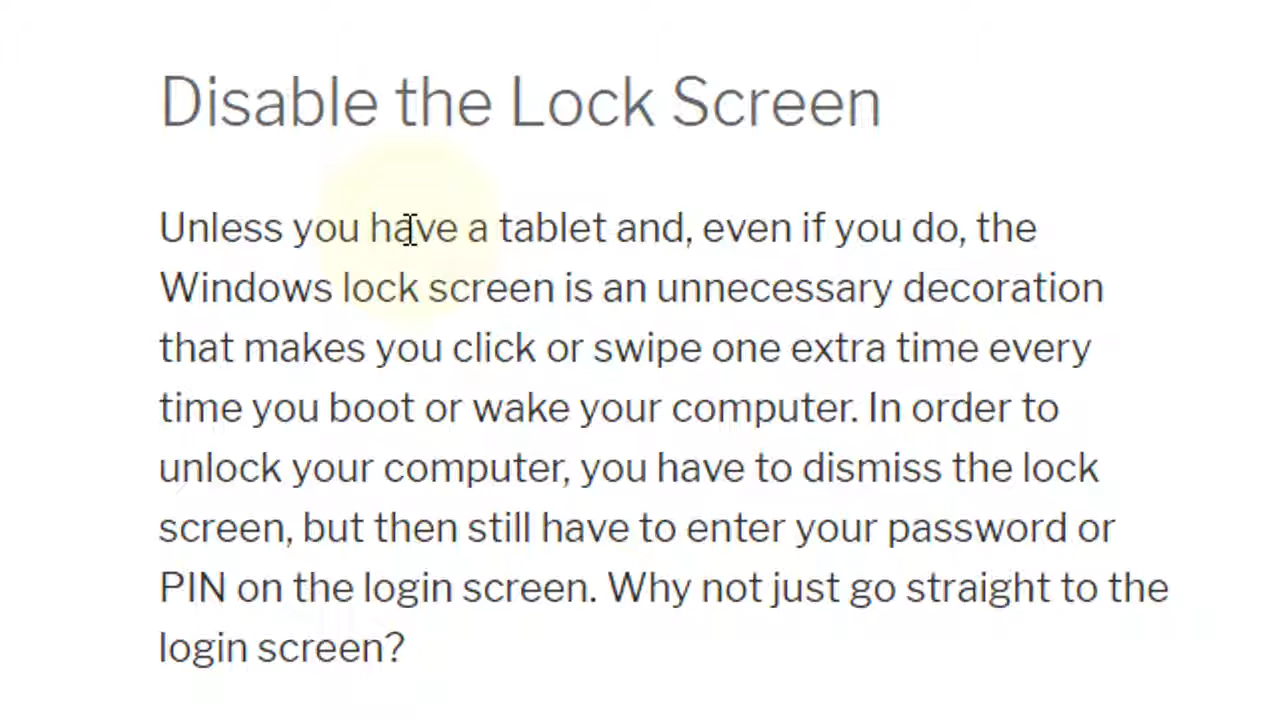 Disable the Lock Screen
Unless you have a tablet and, even if you do, the
Windows lock screen is an unnecessary decoration
that makes you click or swipe one extra time every
time you boot or wake your computer. In order to
unlock your computer, you have to dismiss the lock
screen, but then still have to enter your password or
PIN on the login screen. Why not just go straight to the
login screen?